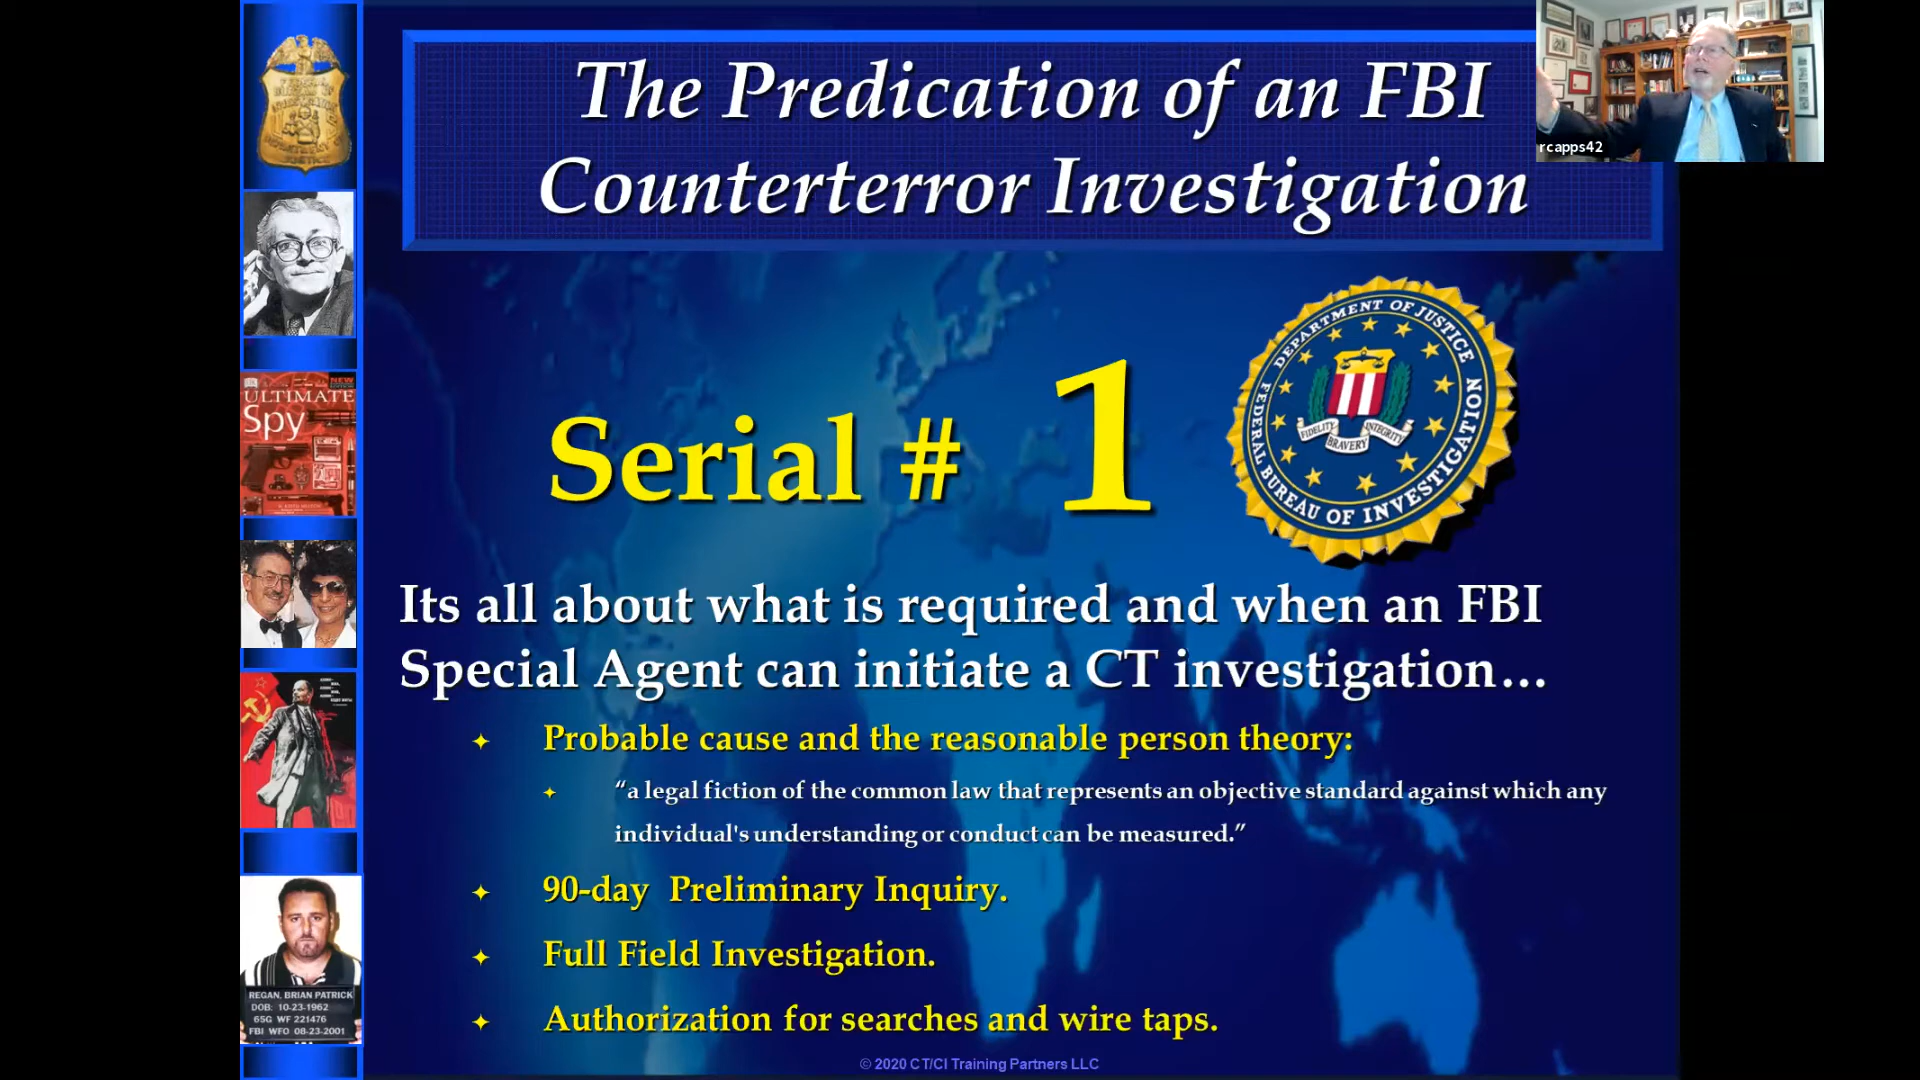 The Predication of an FBI
Counterterror Investigation
rcapps42
Serial # 1
DEPARTMENT OF JUSTICE
FEDERAL BUREAU OF INVESTIGATION
FIDELITY
BRAVERY
INTEGRITY
Its all about what is required and when an FBI
Special Agent can initiate a CT investigation…
Probable cause and the reasonable person theory:
“a legal fiction of the common law that represents an objective standard against which any
individual's understanding or conduct can be measured.”
90-day Preliminary Inquiry.
Full Field Investigation.
Authorization for searches and wire taps.
© 2020 CT/CI Training Partners LLC
NEW
ULTIMATE
Spy
REGAN, BRIAN PATRICK
DOB: 10-23-1962
65G WF 221476
FBI WFO 08-23-2001